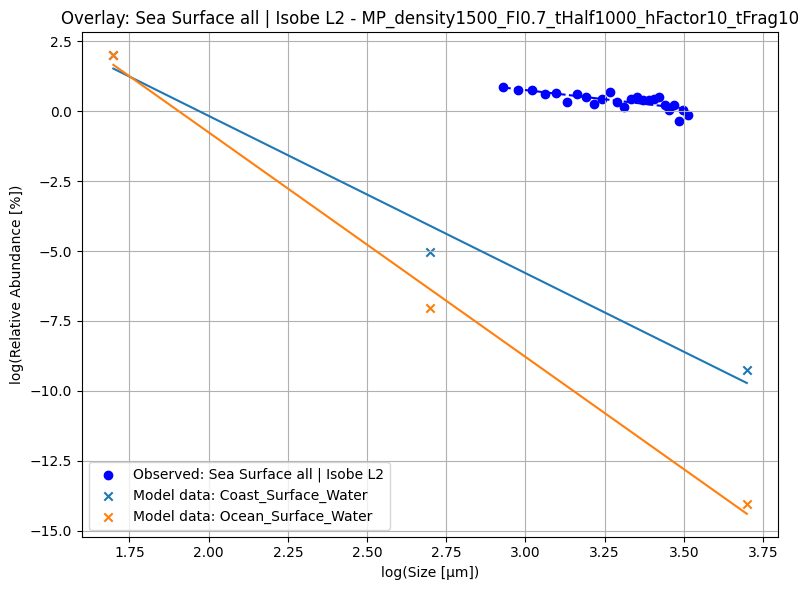 Overlay: Sea Surface all | Isobe L2 - MP_density1500_FI0.7_tHalf1000_hFactor10_tFrag10
log(Relative Abundance [%])
2.5
0.0
−2.5
−5.0
−7.5
−10.0
−12.5
−15.0
Observed: Sea Surface all | Isobe L2
Model data: Coast_Surface_Water
Model data: Ocean_Surface_Water
1.75 2.00 2.25 2.50 2.75 3.00 3.25 3.50 3.75
log(Size [μm])